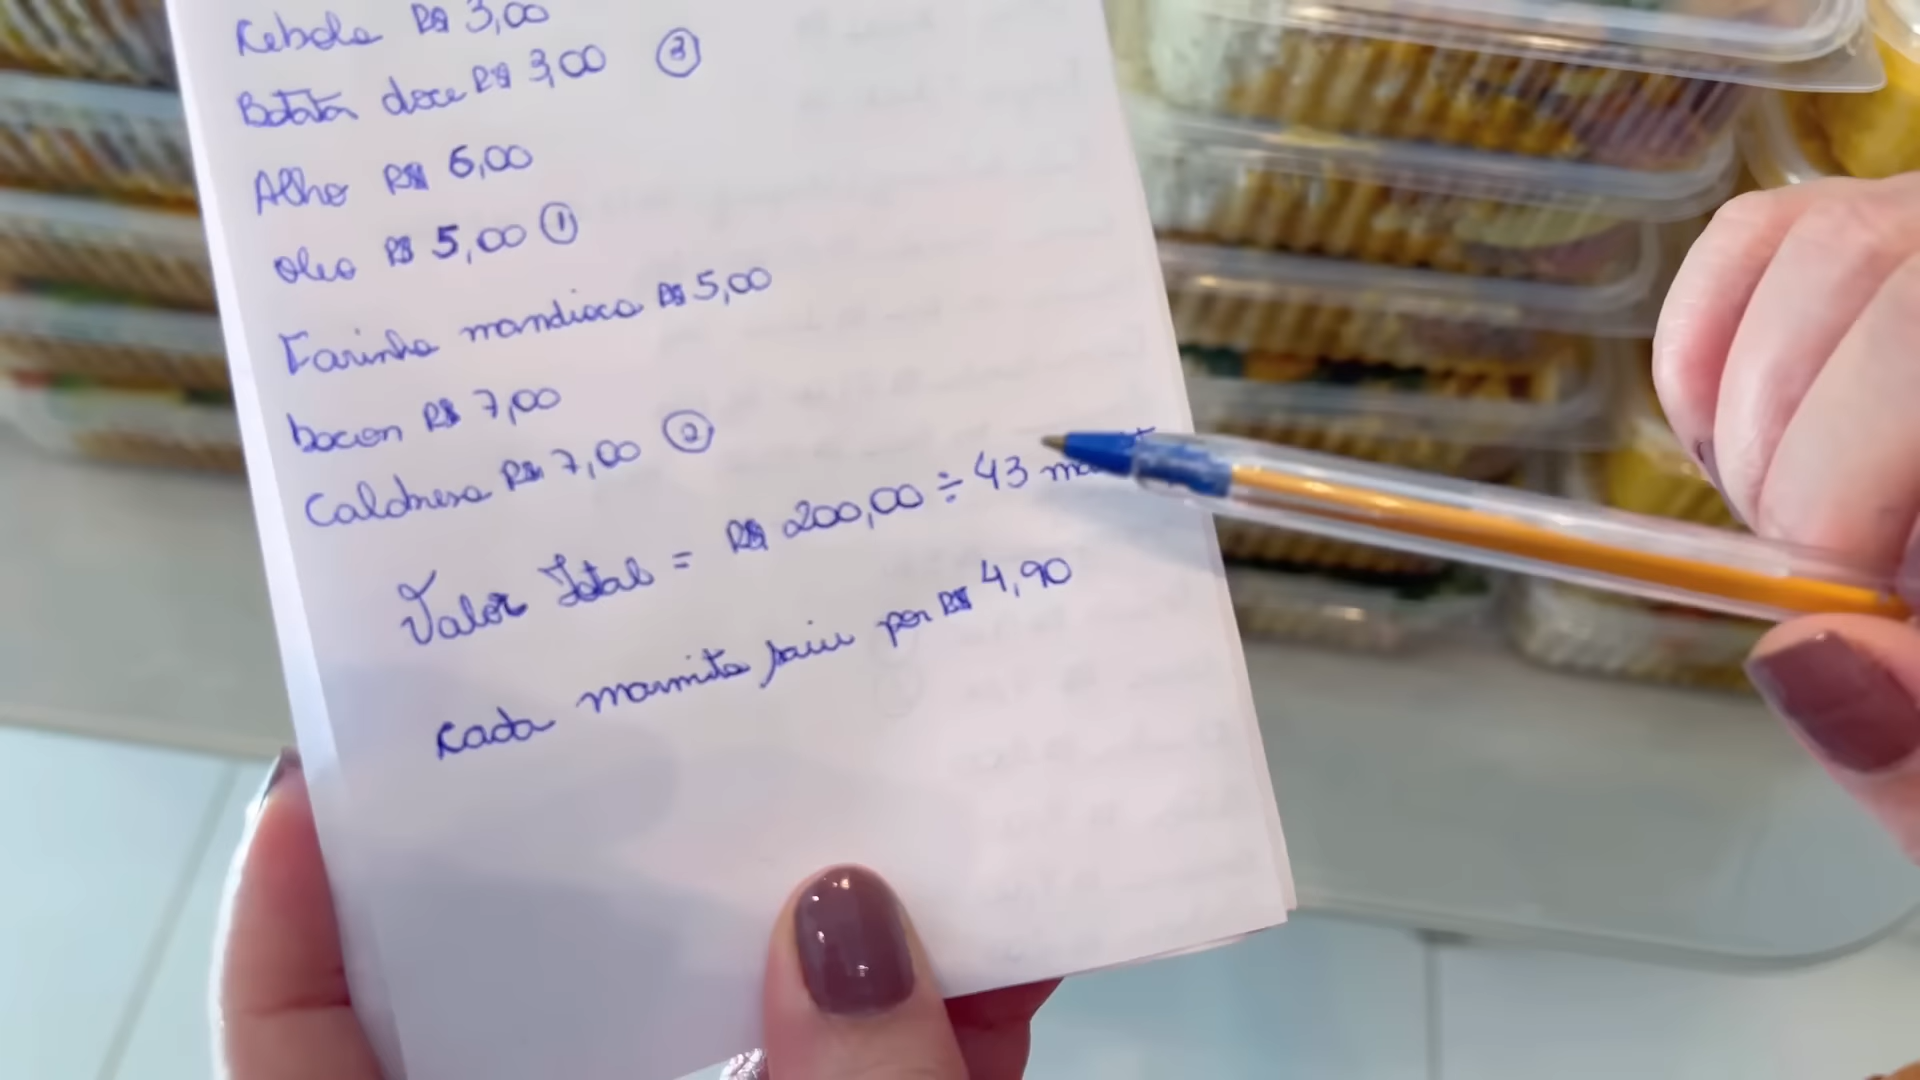 Cebola R$ 3,00
Batata doce R$ 3,00 ③
Alho R$ 6,00
oleo R$ 5,00 ①
Farinha mandioca R$ 5,00
bacon R$ 7,00
Calabresa R$ 7,00 ②
Valor Total = R$ 200,00 ÷ 43
Cada marmita saiu por R$ 4,90